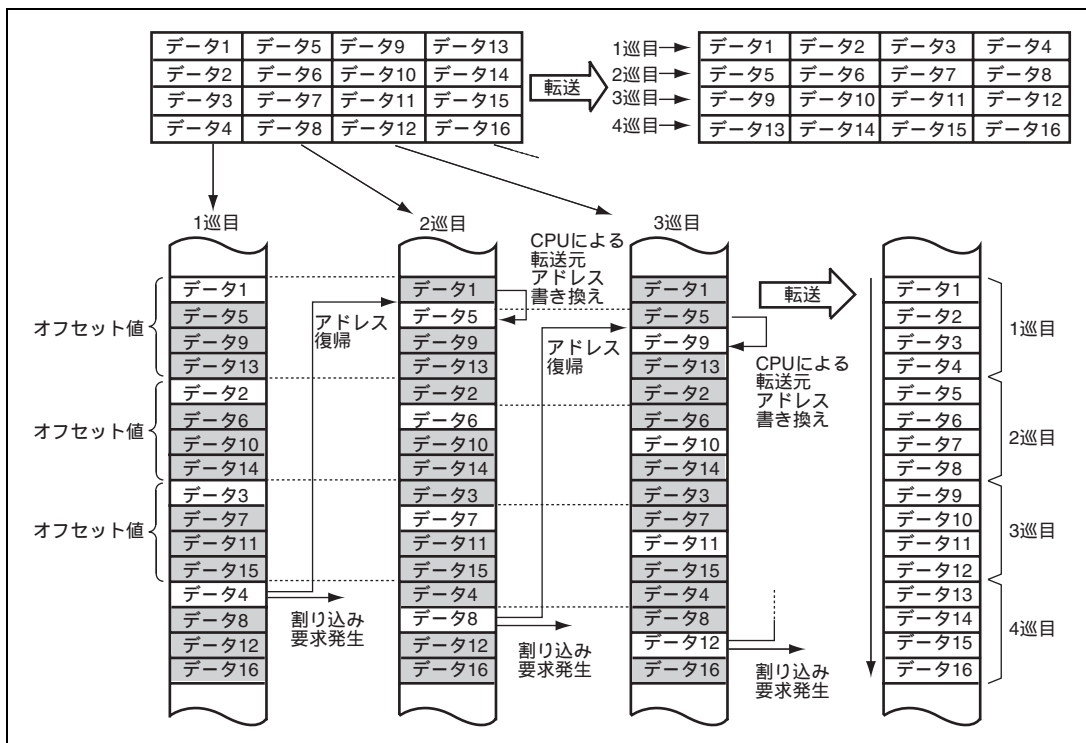 データ1 データ5 データ9 データ13
データ2 データ6 データ10 データ14
データ3 データ7 データ11 データ15
データ4 データ8 データ12 データ16
転送
1巡目 データ1 データ2 データ3 データ4
2巡目 データ5 データ6 データ7 データ8
3巡目 データ9 データ10 データ11 データ12
4巡目 データ13 データ14 データ15 データ16
1巡目
データ1
データ5
データ9
データ13
データ2
データ6
データ10
データ14
データ3
データ7
データ11
データ15
データ4
データ8
データ12
データ16
オフセット値
オフセット値
オフセット値
アドレス
復帰
割り込み
要求発生
2巡目
データ1
データ5
データ9
データ13
データ2
データ6
データ10
データ14
データ3
データ7
データ11
データ15
データ4
データ8
データ12
データ16
CPUによる
転送元
アドレス
書き換え
アドレス
復帰
割り込み
要求発生
3巡目
データ1
データ5
データ9
データ13
データ2
データ6
データ10
データ14
データ3
データ7
データ11
データ15
データ4
データ8
データ12
データ16
転送
CPUによる
転送元
アドレス
書き換え
割り込み
要求発生
データ1
データ2
データ3
データ4
データ5
データ6
データ7
データ8
データ9
データ10
データ11
データ12
データ13
データ14
データ15
データ16
1巡目
2巡目
3巡目
4巡目